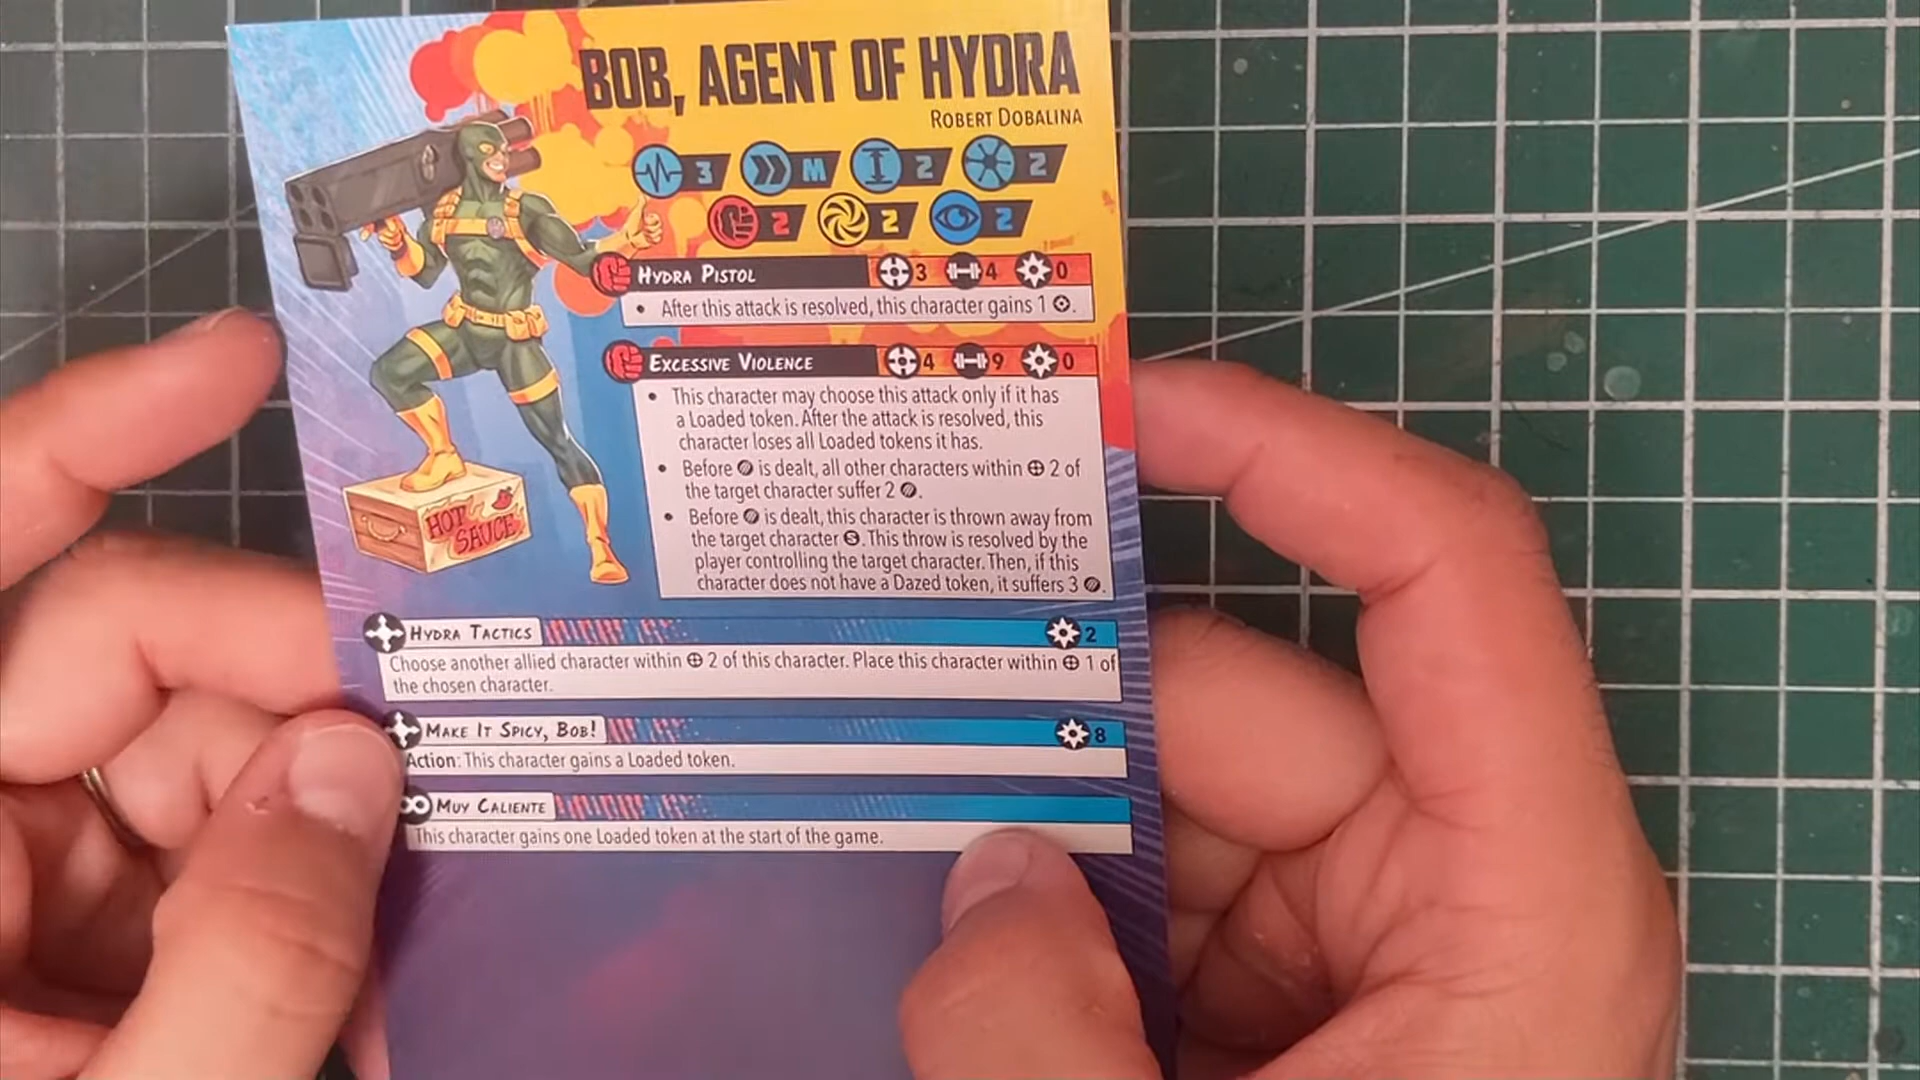 BOB, AGENT OF HYDRA
ROBERT DOBALINA
3 M 2 2
2 2 2
HYDRA PISTOL 3 4 0
• After this attack is resolved, this character gains 1 .
EXCESSIVE VIOLENCE 4 9 0
• This character may choose this attack only if it has
a Loaded token. After the attack is resolved, this
character loses all Loaded tokens it has.
• Before is dealt, all other characters within 2 of
the target character suffer 2 .
• Before is dealt, this character is thrown away from
the target character S. This throw is resolved by the
player controlling the target character. Then, if this
character does not have a Dazed token, it suffers 3 .
HOT
SAUCE
HYDRA TACTICS 2
Choose another allied character within 2 of this character. Place this character within 1 of
the chosen character.
MAKE IT SPICY, BOB! 8
Action: This character gains a Loaded token.
MUY CALIENTE
This character gains one Loaded token at the start of the game.